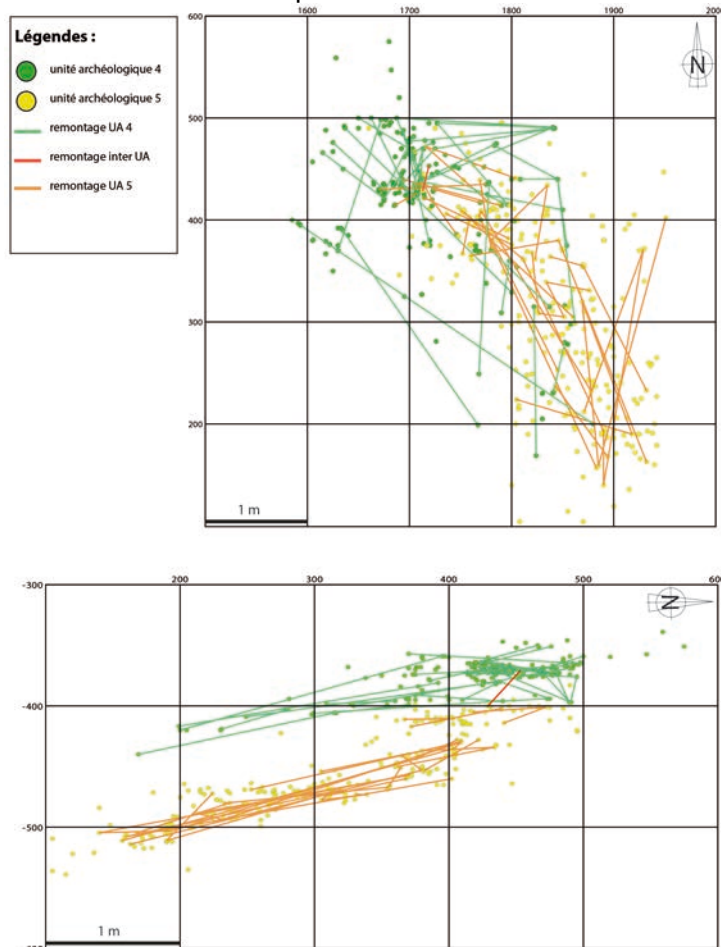 Légendes :
unité archéologique 4
unité archéologique 5
remontage UA 4
remontage inter UA
remontage UA 5
1600 1700 1800 1900
N
500
400
300
200
1 m
-300 200 300 400 500
N
-400
-500
1 m